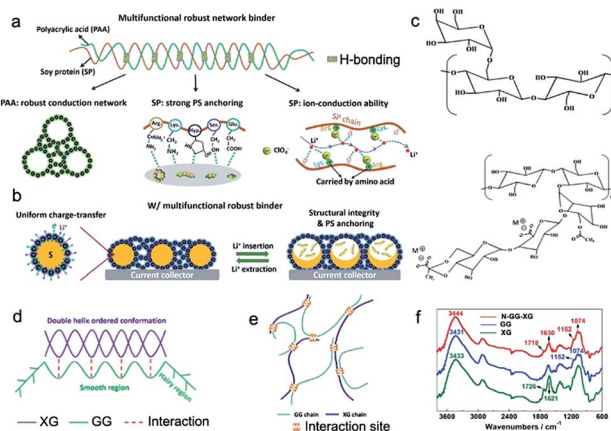 a
Multifunctional robust network binder
Polyacrylic acid (PAA)
Soy protein (SP)
H-bonding
PAA: robust conduction network
SP: strong PS anchoring
SP: ion-conduction ability
Arg
Lys
Hyp
Ser
Glu
SP chain
Arg
Lys
Li⁺
Li⁺
ClO₄⁻
Lys
Arg
Carried by amino acid
b
W/ multifunctional robust binder
Uniform charge-transfer
Li⁺
S
Structural integrity
& PS anchoring
Li⁺ insertion
Li⁺ extraction
Current collector
Current collector
c
d
Double helix ordered conformation
Smooth region
Hairy region
XG
GG
Interaction
e
GG chain
XG chain
Interaction site
f
N-GG-XG
GG
XG
3444
3431
3433
1718
1630
1152
1074
1152
1074
1726
1621
3600 3000 2400 1800 1200 600
Wavenumbers / cm⁻¹